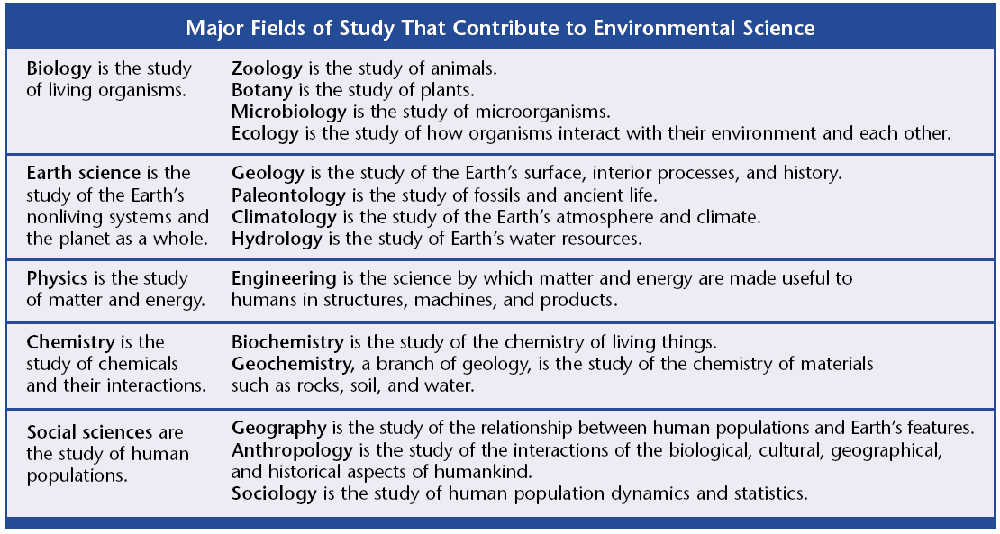 Major Fields of Study That Contribute to Environmental Science
Biology is the study
of living organisms.
Zoology is the study of animals.
Botany is the study of plants.
Microbiology is the study of microorganisms.
Ecology is the study of how organisms interact with their environment and each other.
Earth science is the
study of the Earth’s
nonliving systems and
the planet as a whole.
Geology is the study of the Earth’s surface, interior processes, and history.
Paleontology is the study of fossils and ancient life.
Climatology is the study of the Earth’s atmosphere and climate.
Hydrology is the study of Earth’s water resources.
Physics is the study
of matter and energy.
Engineering is the science by which matter and energy are made useful to
humans in structures, machines, and products.
Chemistry is the
study of chemicals
and their interactions.
Biochemistry is the study of the chemistry of living things.
Geochemistry, a branch of geology, is the study of the chemistry of materials
such as rocks, soil, and water.
Social sciences are
the study of human
populations.
Geography is the study of the relationship between human populations and Earth’s features.
Anthropology is the study of the interactions of the biological, cultural, geographical,
and historical aspects of humankind.
Sociology is the study of human population dynamics and statistics.